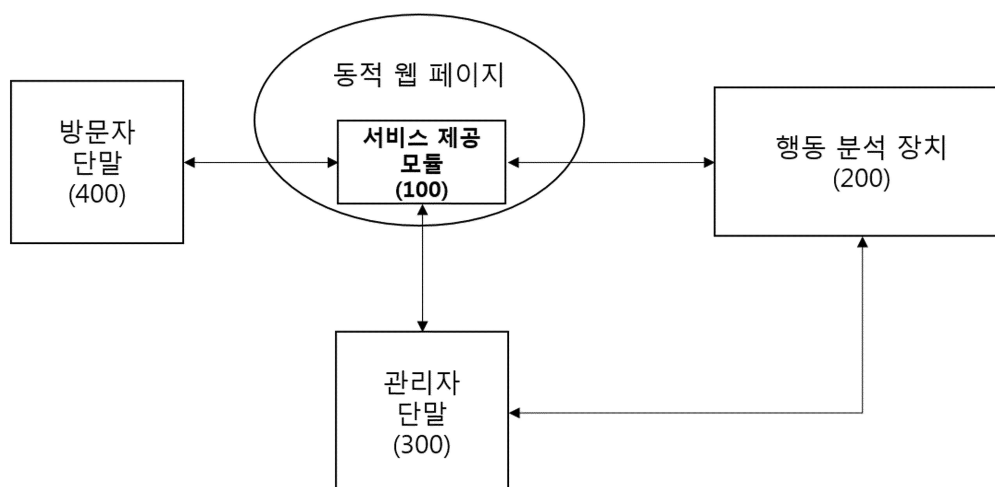 동적 웹 페이지
방문자
단말
(400)
서비스 제공
모듈
(100)
행동 분석 장치
(200)
관리자
단말
(300)